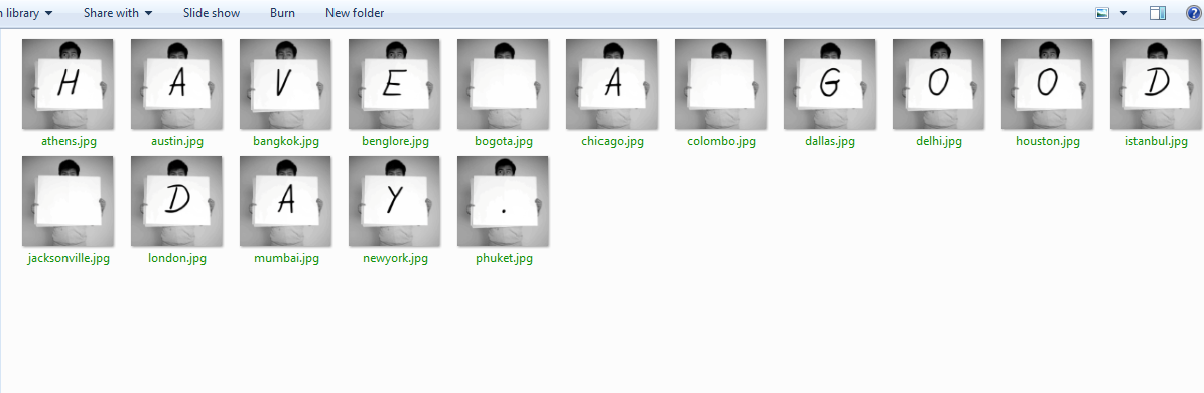 library Share with Slide show Burn New folder
H A V E A G O O D
athens.jpg austin.jpg bangkok.jpg benglore.jpg bogota.jpg chicago.jpg colombo.jpg dallas.jpg delhi.jpg houston.jpg istanbul.jpg
D A Y .
jacksonville.jpg london.jpg mumbai.jpg newyork.jpg phuket.jpg